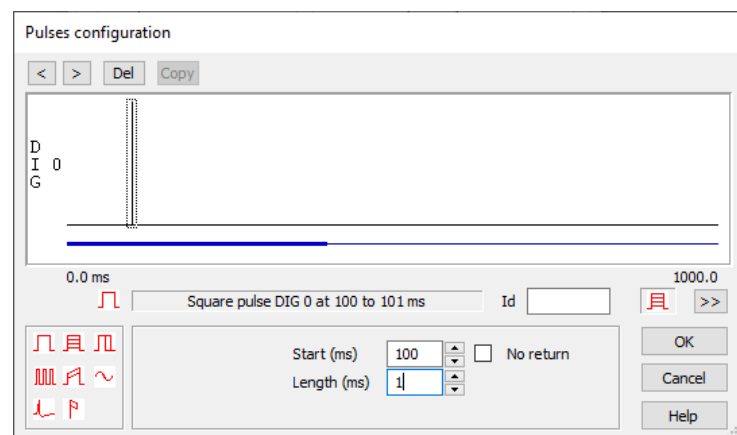 Pulses configuration
< > Del Copy
D
I 0
G
0.0 ms 1000.0
Square pulse DIG 0 at 100 to 101 ms Id >>
Start (ms) 100 No return OK
Length (ms) 1 Cancel
Help